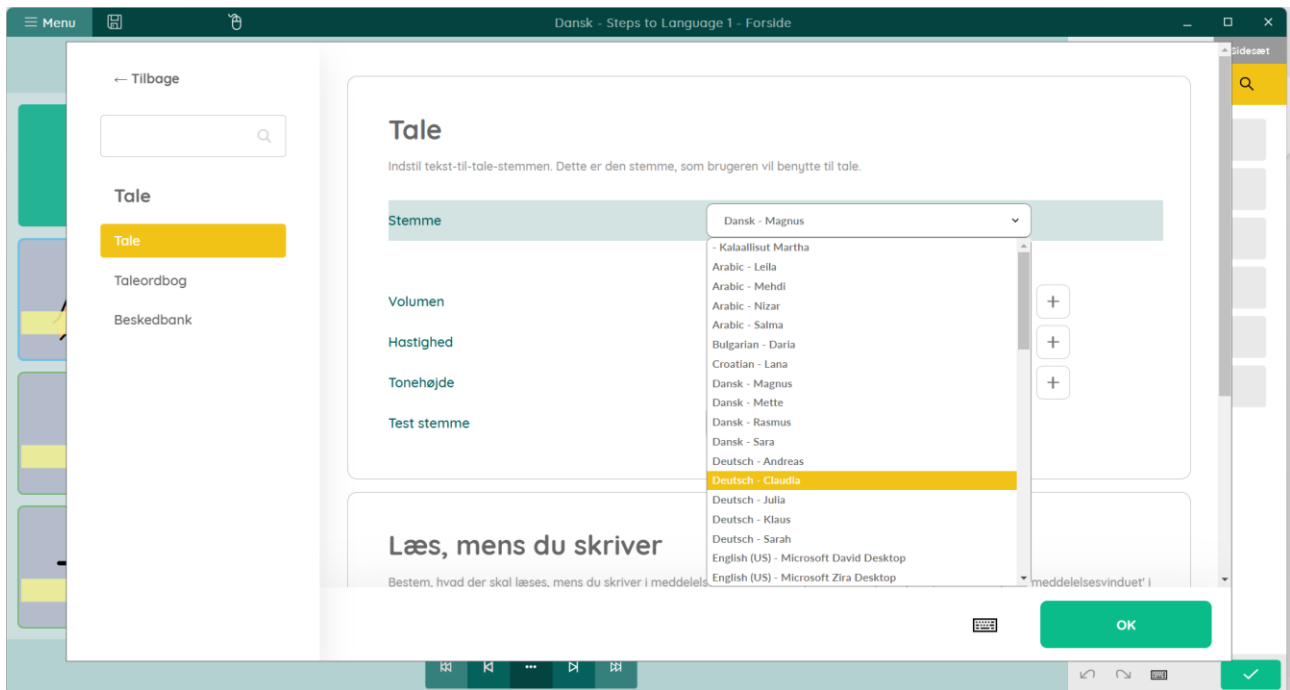 Menu
Dansk - Steps to Language 1 - Forside
Sidesæt
← Tilbage
Tale
Tale
Taleordbog
Beskedbank
Tale
Indstil tekst-til-tale-stemmen. Dette er den stemme, som brugeren vil benytte til tale.
Stemme
Dansk - Magnus
- Kalaallisut Martha
Arabic - Leila
Arabic - Mehdi
Arabic - Nizar
Arabic - Salma
Bulgarian - Daria
Croatian - Lana
Dansk - Magnus
Dansk - Mette
Dansk - Rasmus
Dansk - Sara
Deutsch - Andreas
Deutsch - Claudia
Deutsch - Julia
Deutsch - Klaus
Deutsch - Sarah
English (US) - Microsoft David Desktop
English (US) - Microsoft Zira Desktop
Volumen
Hastighed
Tonehøjde
Test stemme
Læs, mens du skriver
Bestem, hvad der skal læses, mens du skriver i meddelelsesvinduet' i
OK